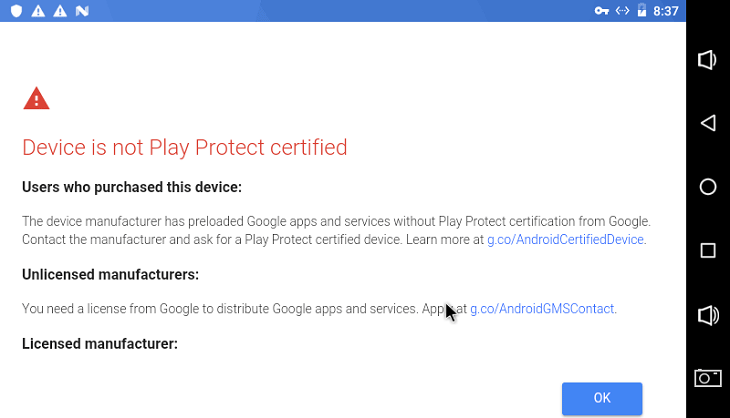 8:37
Device is not Play Protect certified
Users who purchased this device:
The device manufacturer has preloaded Google apps and services without Play Protect certification from Google.
Contact the manufacturer and ask for a Play Protect certified device. Learn more at g.co/AndroidCertifiedDevice.
Unlicensed manufacturers:
You need a license from Google to distribute Google apps and services. at g.co/AndroidGMSContact.
Licensed manufacturer:
OK